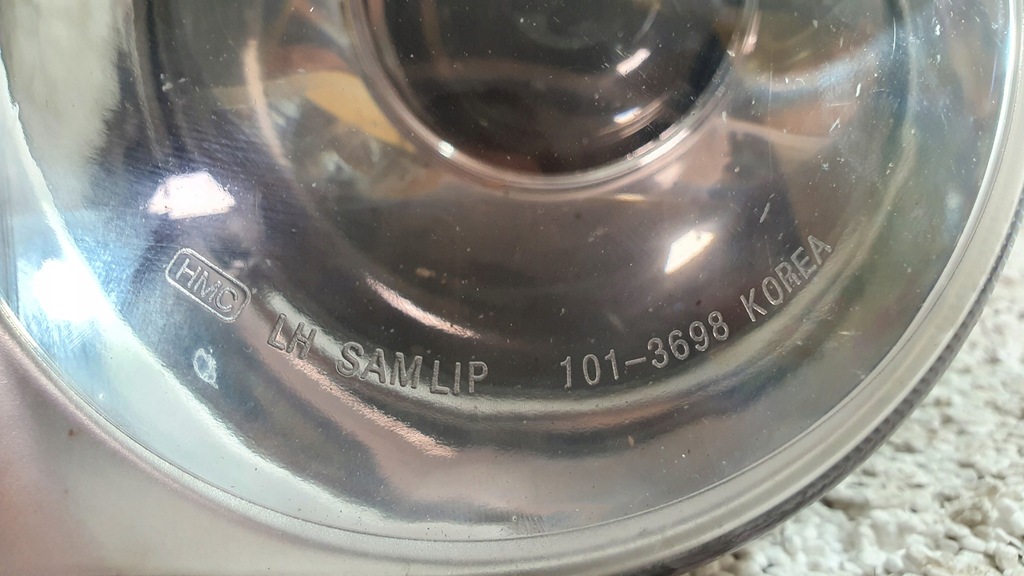 HMC LH SAMLIP 101-3698 KOREA